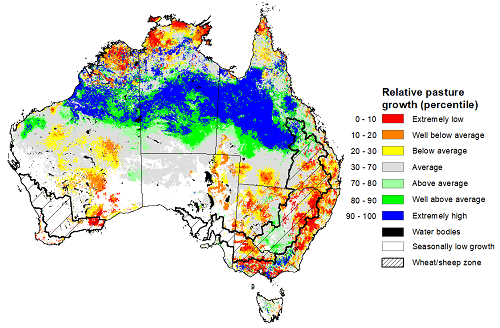 Relative pasture
growth (percentile)
0 - 10 Extremely low
10 - 20 Well below average
20 - 30 Below average
30 - 70 Average
70 - 80 Above average
80 - 90 Well above average
90 - 100 Extremely high
Water bodies
Seasonally low growth
Wheat/sheep zone